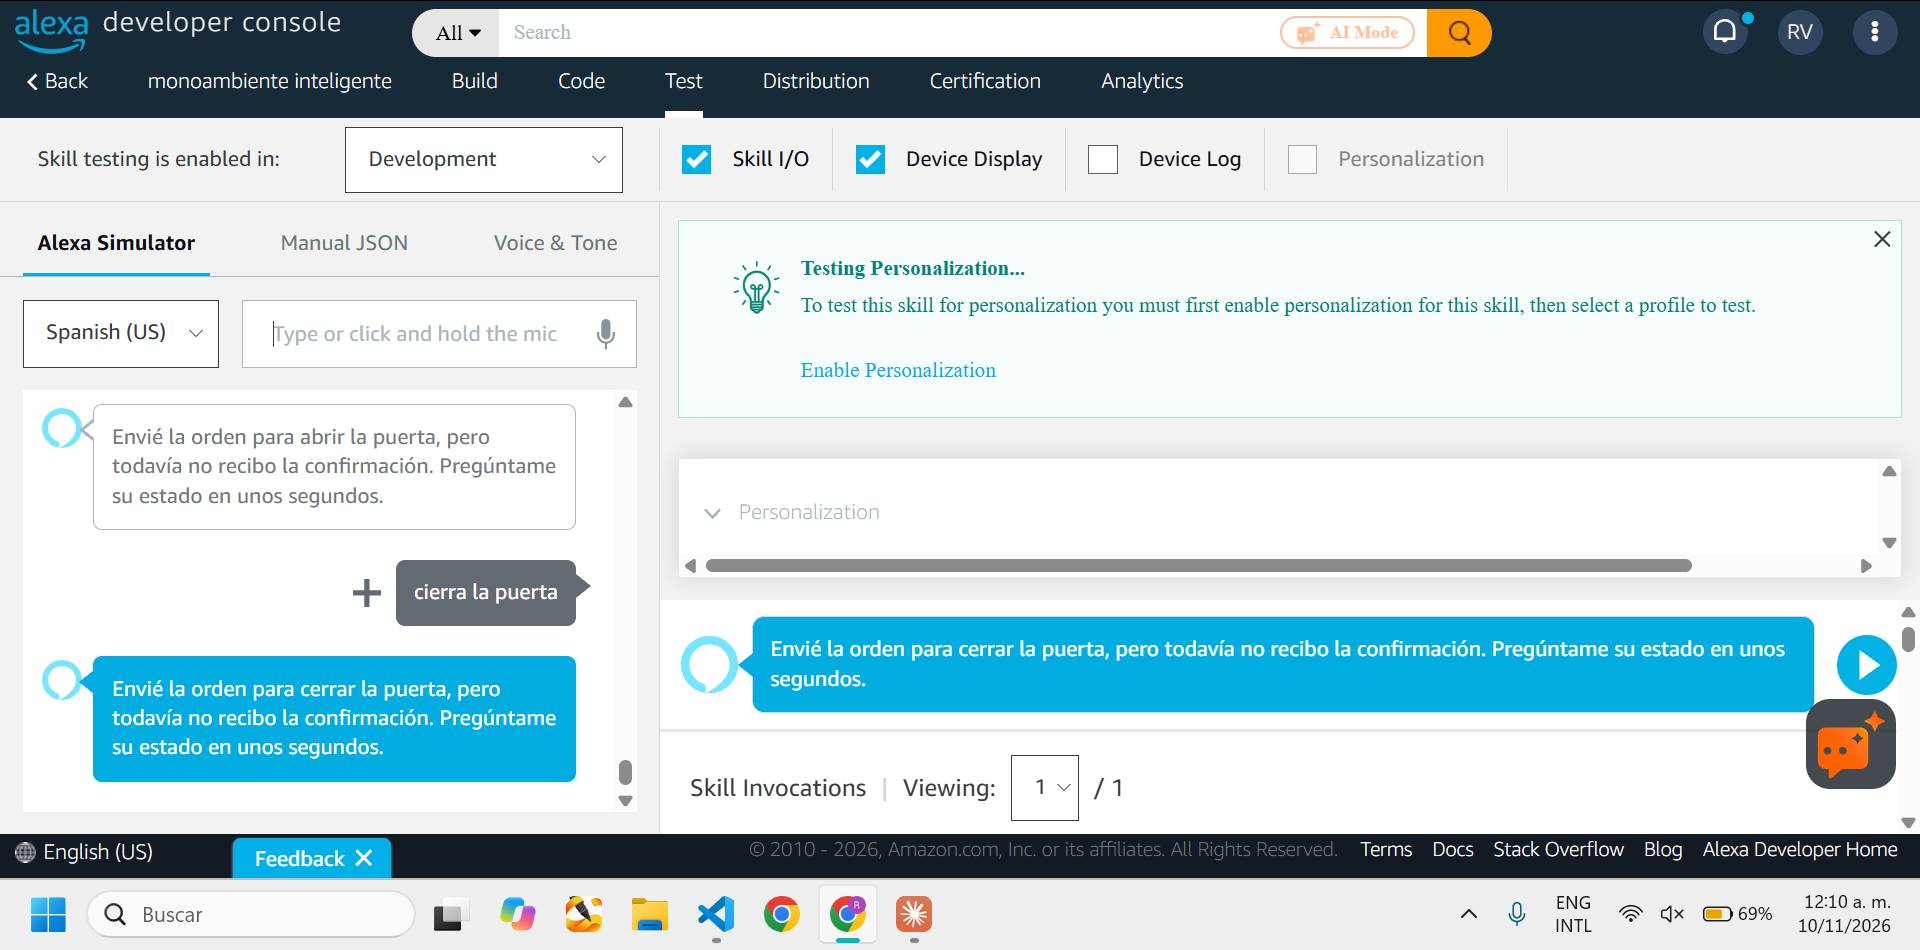 alexa developer console
All
Search
AI Mode
RV
Back
monoambiente inteligente
Build
Code
Test
Distribution
Certification
Analytics
Skill testing is enabled in:
Development
Skill I/O
Device Display
Device Log
Personalization
Alexa Simulator
Manual JSON
Voice & Tone
Spanish (US)
Type or click and hold the mic
Envié la orden para abrir la puerta, pero
todavía no recibo la confirmación. Pregúntame
su estado en unos segundos.
cierra la puerta
Envié la orden para cerrar la puerta, pero
todavía no recibo la confirmación. Pregúntame
su estado en unos segundos.
Testing Personalization...
To test this skill for personalization you must first enable personalization for this skill, then select a profile to test.
Enable Personalization
Personalization
Envié la orden para cerrar la puerta, pero todavía no recibo la confirmación. Pregúntame su estado en unos
segundos.
Skill Invocations | Viewing: 1 / 1
English (US)
Feedback
© 2010 - 2026, Amazon.com, Inc. or its affiliates. All Rights Reserved.
Terms
Docs
Stack Overflow
Blog
Alexa Developer Home
Buscar
R
ENG
INTL
69%
12:10 a. m.
10/11/2026